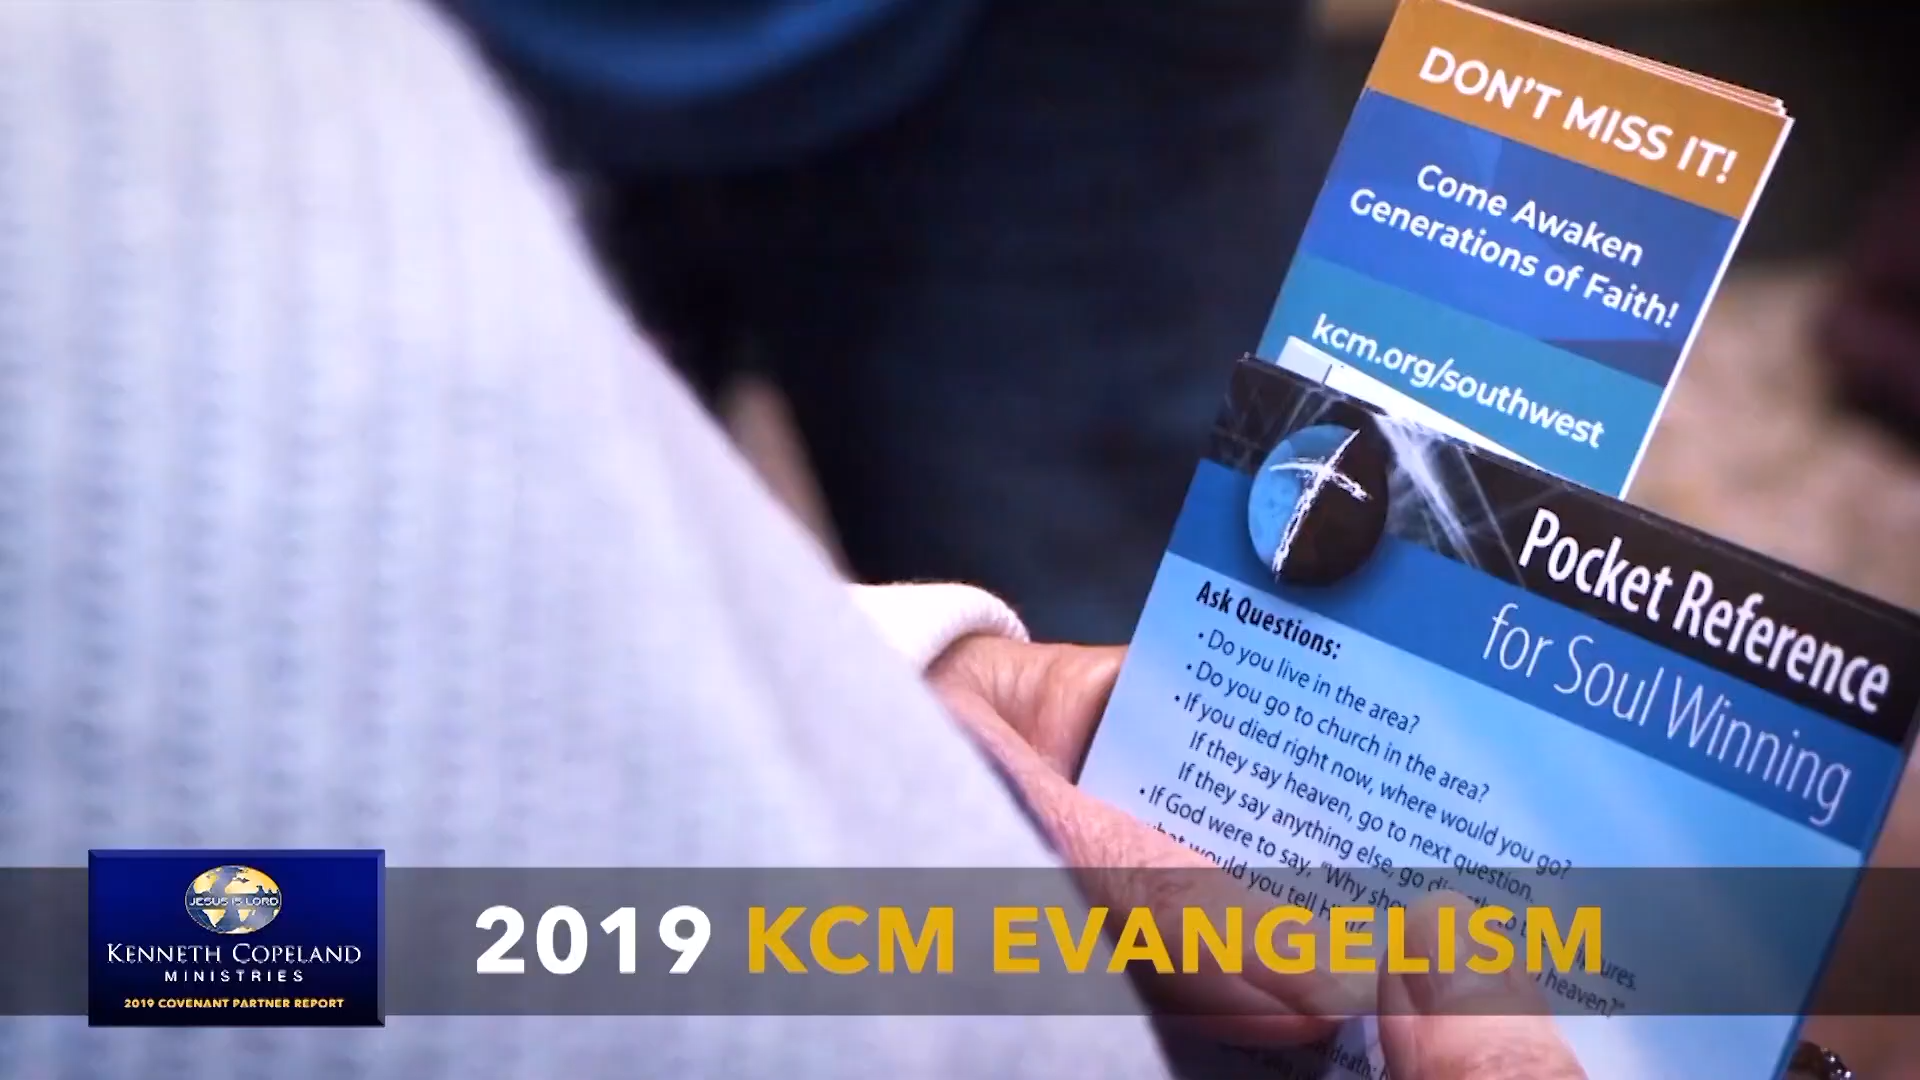 DON'T MISS IT!
Come Awaken
Generations of Faith!
kcm.org/southwest
Pocket Reference
for Soul Winning
Ask Questions:
• Do you live in the area?
• Do you go to church in the area?
• If you died right now, where would you go?
If they say heaven, go to next question.
If they say anything else, go
• If God were to say, "Why
would you tell
heaven?"
JESUS IS LORD
KENNETH COPELAND
MINISTRIES
2019 COVENANT PARTNER REPORT
2019 KCM EVANGELISM